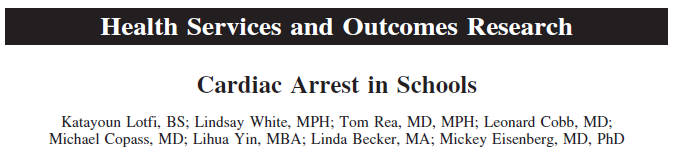 Health Services and Outcomes Research
Cardiac Arrest in Schools
Katayoun Lotfi, BS; Lindsay White, MPH; Tom Rea, MD, MPH; Leonard Cobb, MD;
Michael Copass, MD; Lihua Yin, MBA; Linda Becker, MA; Mickey Eisenberg, MD, PhD